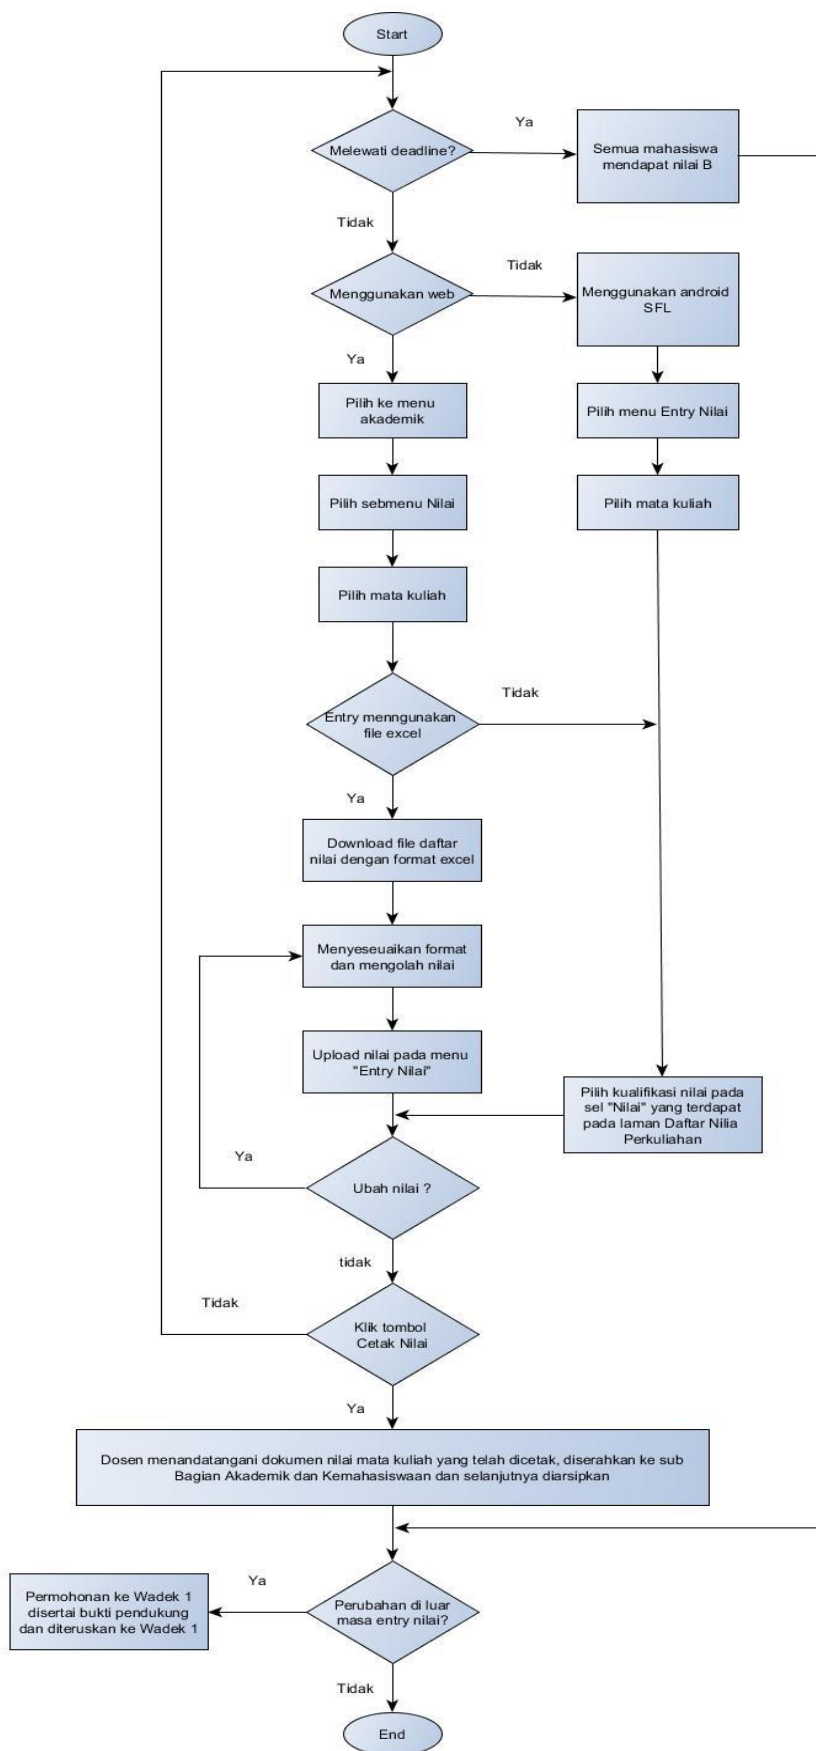 Start
Ya
Melewati deadline?
Semua mahasiswa
mendapat nilai B
Tidak
Tidak
Menggunakan web
Menggunakan android
SFL
Ya
Pilih ke menu
akademik
Pilih menu Entry Nilai
Pilih sebmenu Nilai
Pilih mata kuliah
Pilih mata kuliah
Tidak
Entry menngunakan
file excel
Ya
Download file daftar
nilai dengan format excel
Menyeseuaikan format
dan mengolah nilai
Upload nilai pada menu
"Entry Nilai"
Pilih kualifikasi nilai pada
sel "Nilai" yang terdapat
pada laman Daftar Nilia
Perkuliahan
Ya
Ubah nilai ?
tidak
Tidak
Klik tombol
Cetak Nilai
Ya
Dosen menandatangani dokumen nilai mata kuliah yang telah dicetak, diserahkan ke sub
Bagian Akademik dan Kemahasiswaan dan selanjutnya diarsipkan
Ya
Permohonan ke Wadek 1
disertai bukti pendukung
dan diteruskan ke Wadek 1
Perubahan di luar
masa entry nilai?
Tidak
End